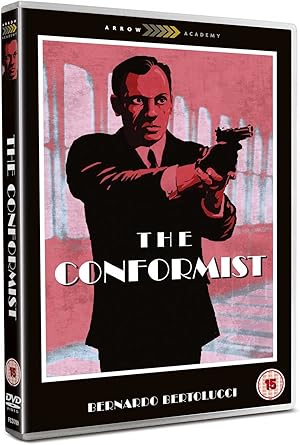 ARROW ACADEMY
THE
CONFORMIST
BERNARDO BERTOLUCCI
15
THE CONFORMIST
15
DVD